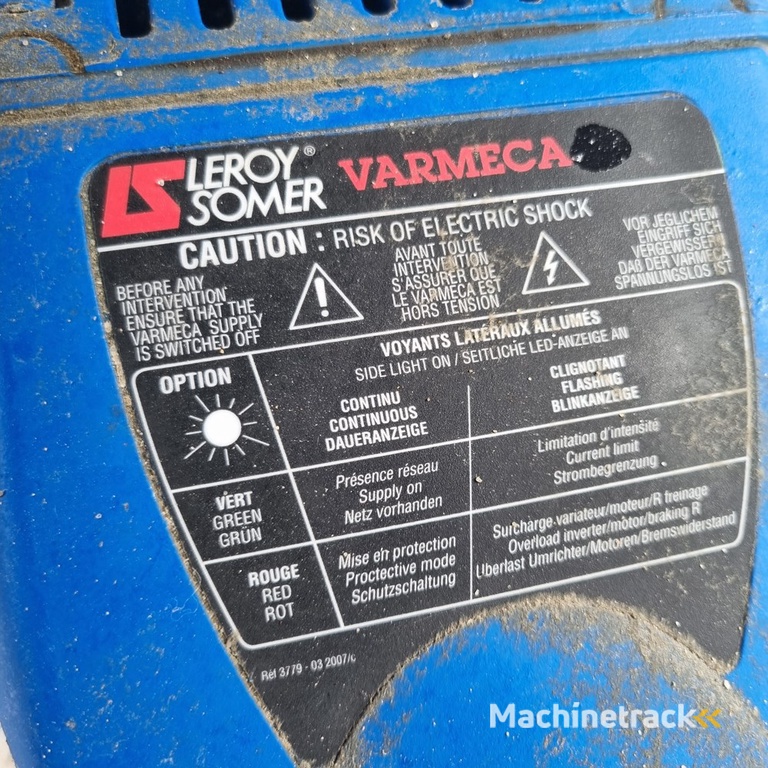 LEROY®
SOMER
VARMECA
CAUTION : RISK OF ELECTRIC SHOCK
BEFORE ANY
INTERVENTION
ENSURE THAT THE
VARMECA SUPPLY
IS SWITCHED OFF
AVANT TOUTE
INTERVENTION
S'ASSURER QUE
LE VARMECA EST
HORS TENSION
VOR JEGLICHEM
EINGRIFF SICH
VERGEWISSERN
DAß DER VARMECA
SPANNUNGSLOS IST
VOYANTS LATÉRAUX ALLUMÉS
SIDE LIGHT ON / SEITLICHE LED-ANZEIGE AN
OPTION
CONTINU
CONTINUOUS
DAUERANZEIGE
CLIGNOTANT
FLASHING
BLINKANZEIGE
VERT
GREEN
GRÜN
Présence réseau
Supply on
Netz vorhanden
Limitation d'intensité
Current limit
Strombegrenzung
ROUGE
RED
ROT
Mise en protection
Proctective mode
Schutzschaltung
Surcharge variateur/moteur/R freinage
Overload inverter/motor/braking R
Uberlast Umrichter/Motoren/Bremswiderstand
Réf 3779 - 03 2007/c
Machinetrack